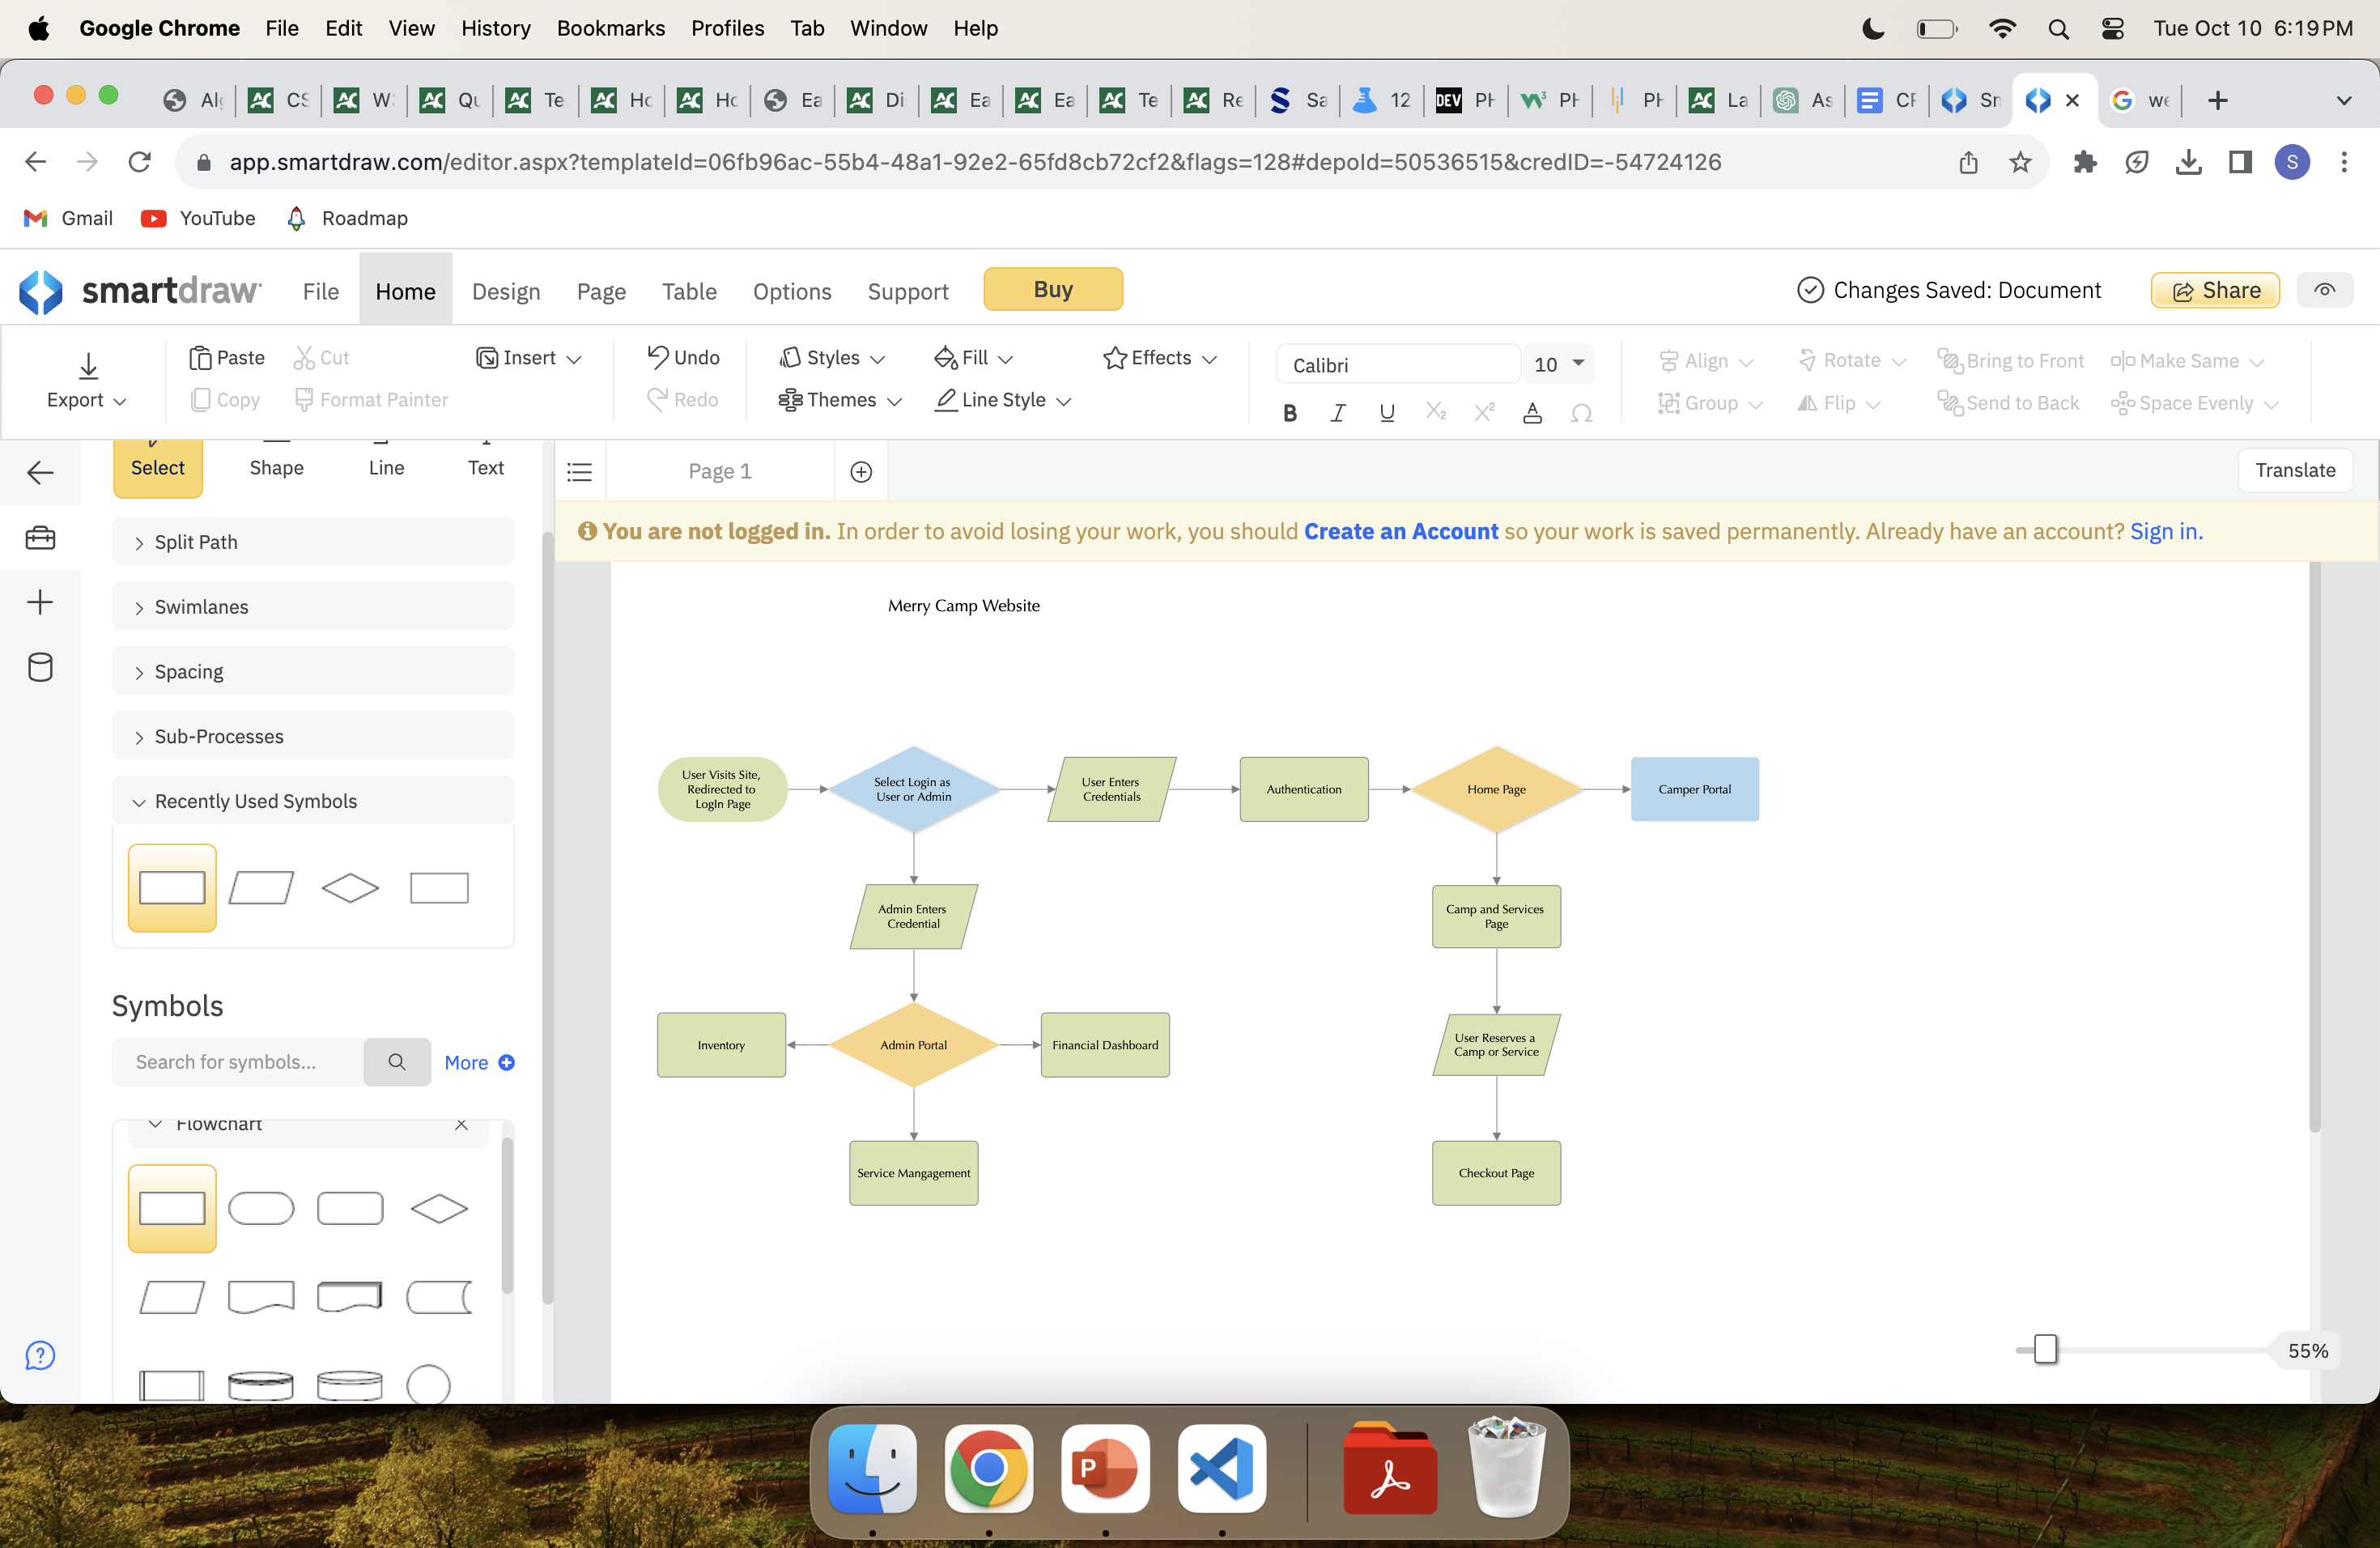 Google Chrome File Edit View History Bookmarks Profiles Tab Window Help Tue Oct 10 6:19 PM
Al CS W Qu Te Ho Ho Ea Di Ea Ea Te Re Sa 12 DEV PH PH PH La As CF Sn we
app.smartdraw.com/editor.aspx?templateId=06fb96ac-55b4-48a1-92e2-65fd8cb72cf2&flags=128#depoId=50536515&credID=-54724126 S
Gmail YouTube Roadmap
smartdraw File Home Design Page Table Options Support Buy Changes Saved: Document Share
Paste Cut Insert Undo Styles Fill Effects Calibri 10 Align Rotate Bring to Front Make Same
Export Copy Format Painter Redo Themes Line Style B I U X₂ X² A Ω Group Flip Send to Back Space Evenly
Select Shape Line Text Page 1 Translate
You are not logged in. In order to avoid losing your work, you should Create an Account so your work is saved permanently. Already have an account? Sign in.
Split Path
Swimlanes
Spacing
Sub-Processes
Recently Used Symbols
Symbols
Search for symbols... More
Flowchart
Merry Camp Website
User Visits Site,
Redirected to
LogIn Page
Select Login as
User or Admin
User Enters
Credentials
Authentication
Home Page
Camper Portal
Admin Enters
Credential
Camp and Services
Page
Inventory
Admin Portal
Financial Dashboard
User Reserves a
Camp or Service
Service Mangagement
Checkout Page
55%
P